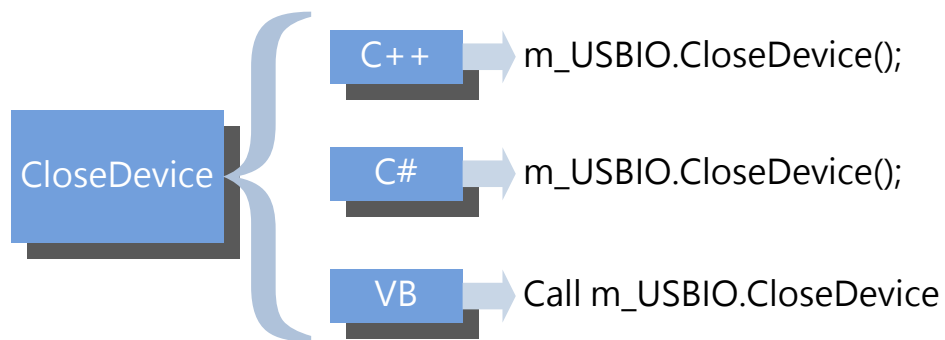 CloseDevice
C++
m_USBIO.CloseDevice();
C#
m_USBIO.CloseDevice();
VB
Call m_USBIO.CloseDevice